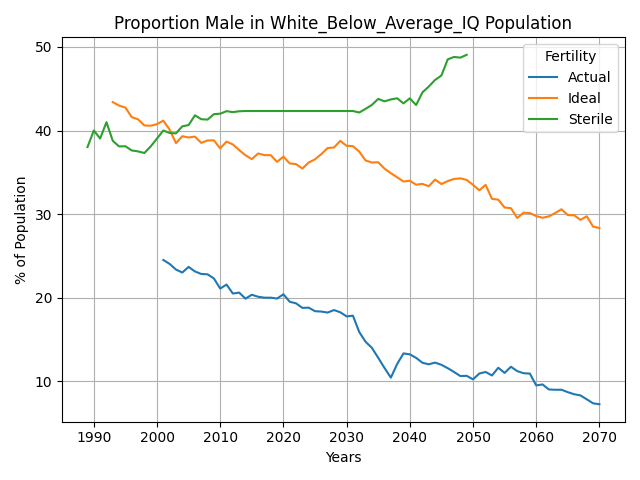 Proportion Male in White_Below_Average_IQ Population
% of Population
50
40
30
20
10
Fertility
Actual
Ideal
Sterile
1990 2000 2010 2020 2030 2040 2050 2060 2070
Years